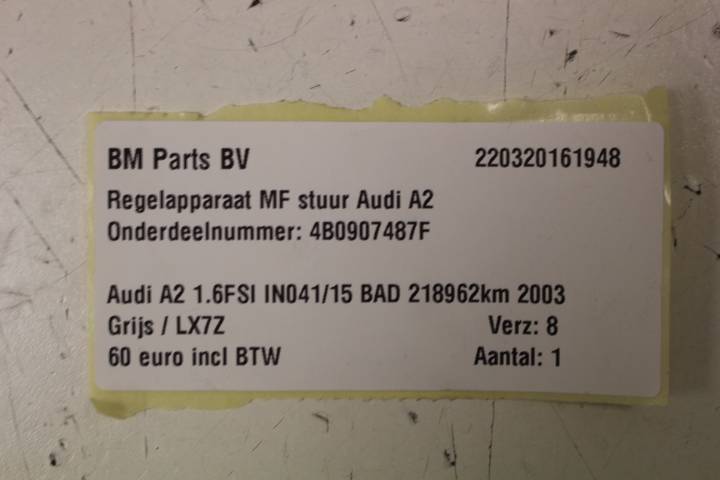 BM Parts BV 220320161948
Regelapparaat MF stuur Audi A2
Onderdeelnummer: 4B0907487F
Audi A2 1.6FSI IN041/15 BAD 218962km 2003
Grijs / LX7Z Verz: 8
60 euro incl BTW Aantal: 1